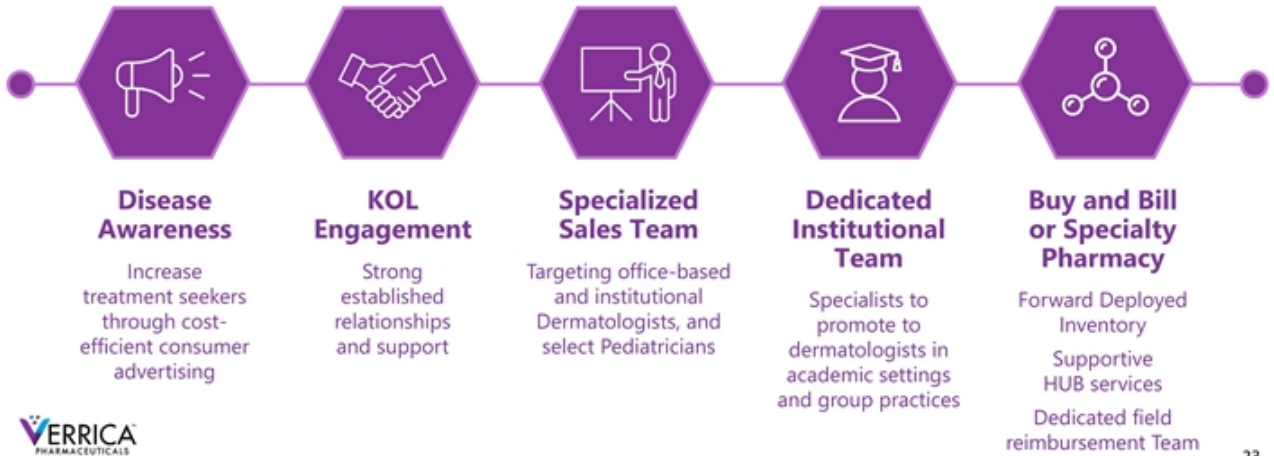 Disease
Awareness
Increase
treatment seekers
through cost-
efficient consumer
advertising
KOL
Engagement
Strong
established
relationships
and support
Specialized
Sales Team
Targeting office-based
and institutional
Dermatologists, and
select Pediatricians
Dedicated
Institutional
Team
Specialists to
promote to
dermatologists in
academic settings
and group practices
Buy and Bill
or Specialty
Pharmacy
Forward Deployed
Inventory
Supportive
HUB services
Dedicated field
reimbursement Team
VERRICA
PHARMACEUTICALS
23